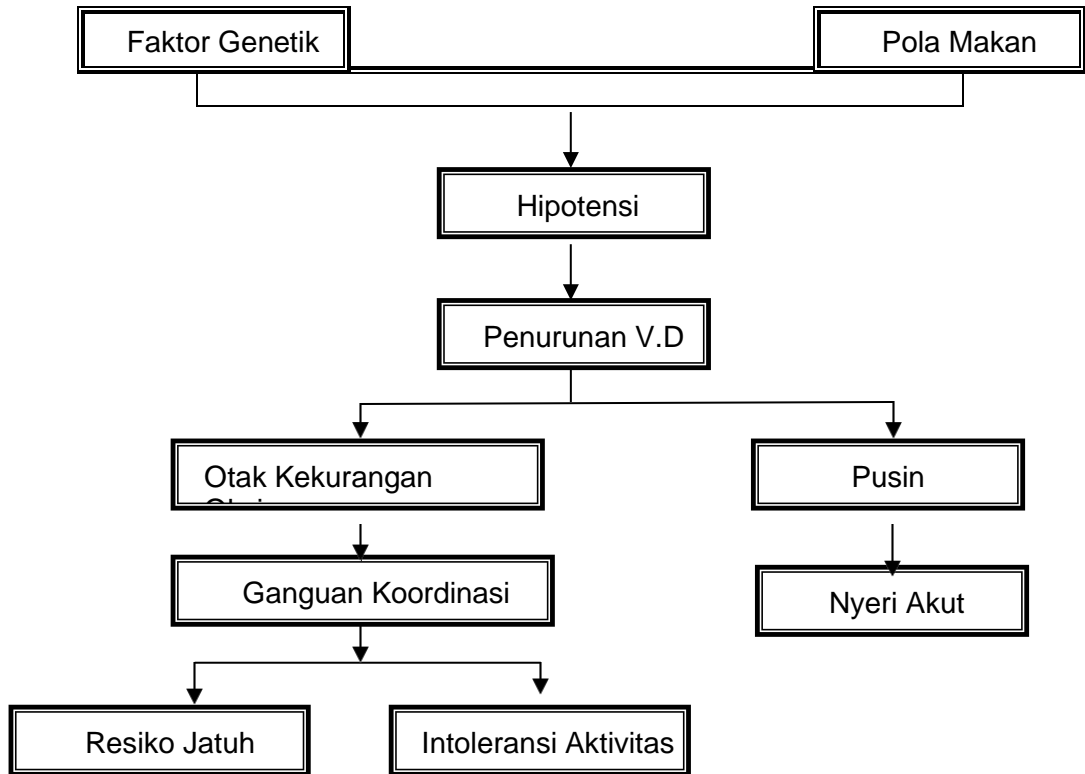 Faktor Genetik
Pola Makan
Hipotensi
Penurunan V.D
Otak Kekurangan
Pusin
Ganguan Koordinasi
Nyeri Akut
Resiko Jatuh
Intoleransi Aktivitas